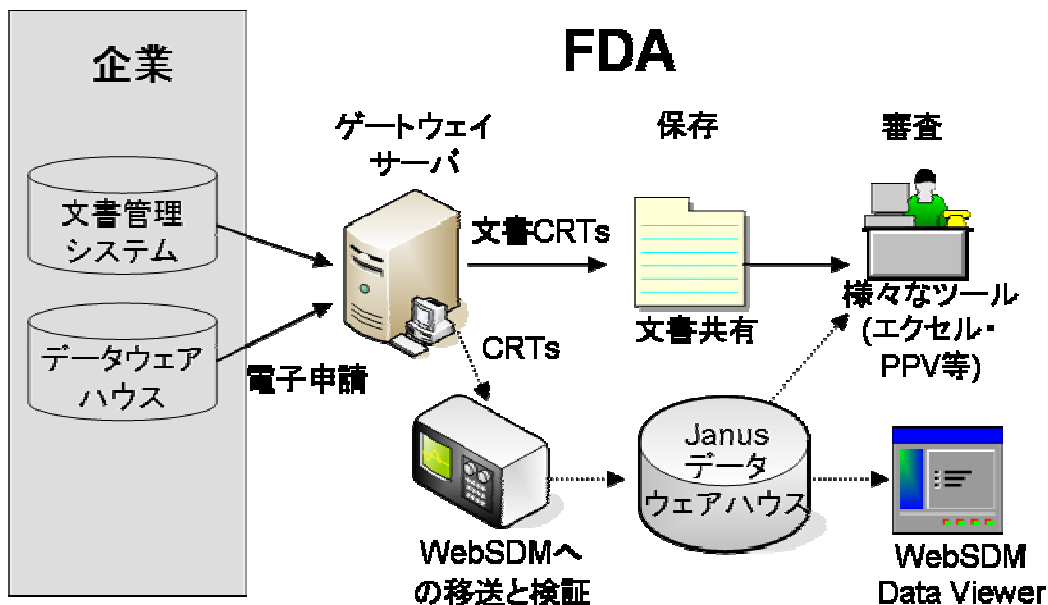 企業
文書管理
システム
データウェア
ハウス
電子申請
FDA
ゲートウェイ
サーバ
文書CRTs
CRTs
保存
文書共有
審査
様々なツール
(エクセル・
PPV等)
WebSDMへ
の移送と検証
Janus
データ
ウェアハウス
WebSDM
Data Viewer